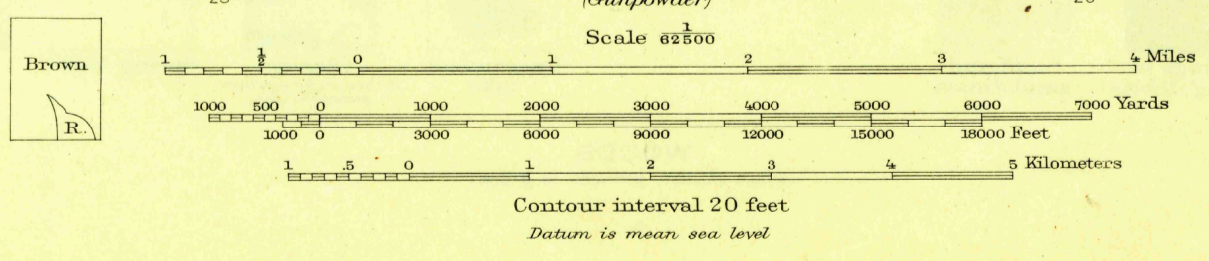 (Gunpowder)
Scale 1/62500
Brown
R.
1 1/2 0 1 2 3 4 Miles
1000 500 0 1000 2000 3000 4000 5000 6000 7000 Yards
1000 0 3000 6000 9000 12000 15000 18000 Feet
1 .5 0 1 2 3 4 5 Kilometers
Contour interval 20 feet
Datum is mean sea level